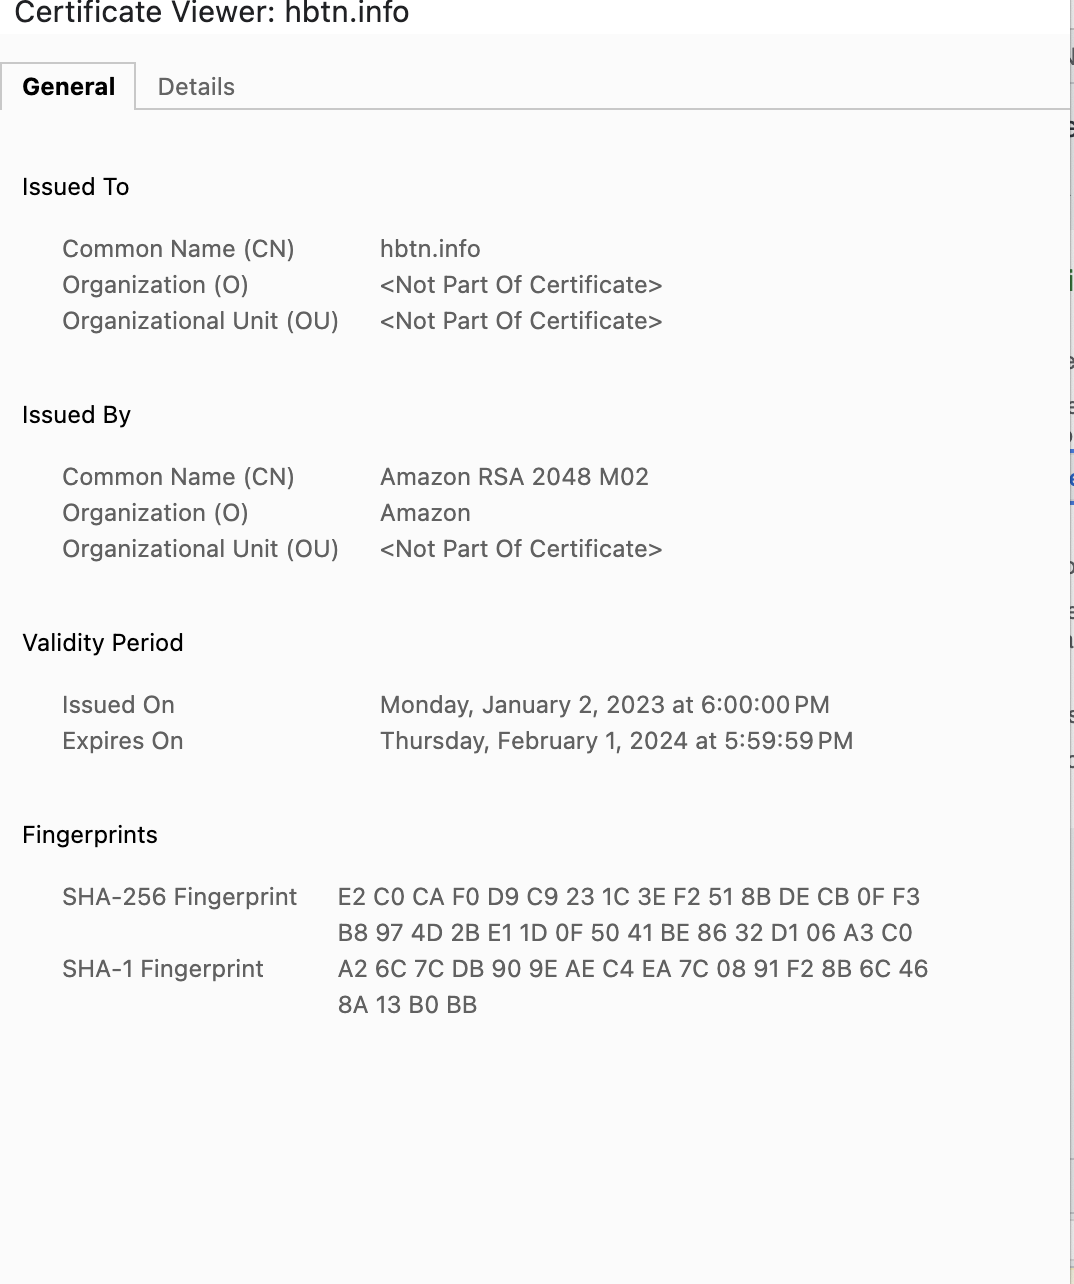 Certificate Viewer: hbtn.info
General Details
Issued To
Common Name (CN) hbtn.info
Organization (O) <Not Part Of Certificate>
Organizational Unit (OU) <Not Part Of Certificate>
Issued By
Common Name (CN) Amazon RSA 2048 M02
Organization (O) Amazon
Organizational Unit (OU) <Not Part Of Certificate>
Validity Period
Issued On Monday, January 2, 2023 at 6:00:00 PM
Expires On Thursday, February 1, 2024 at 5:59:59 PM
Fingerprints
SHA-256 Fingerprint E2 C0 CA F0 D9 C9 23 1C 3E F2 51 8B DE CB 0F F3
B8 97 4D 2B E1 1D 0F 50 41 BE 86 32 D1 06 A3 C0
SHA-1 Fingerprint A2 6C 7C DB 90 9E AE C4 EA 7C 08 91 F2 8B 6C 46
8A 13 B0 BB